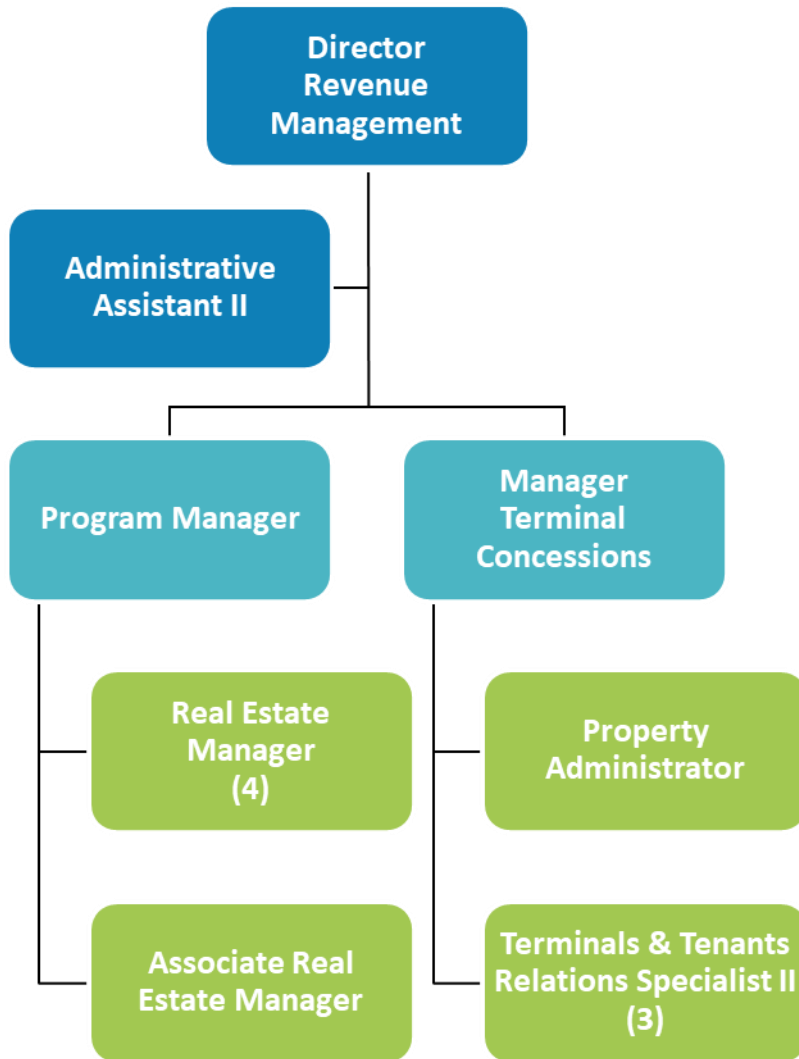 Director
Revenue
Management
Administrative
Assistant II
Program Manager
Manager
Terminal
Concessions
Real Estate
Manager
(4)
Property
Administrator
Associate Real
Estate Manager
Terminals & Tenants
Relations Specialist II
(3)